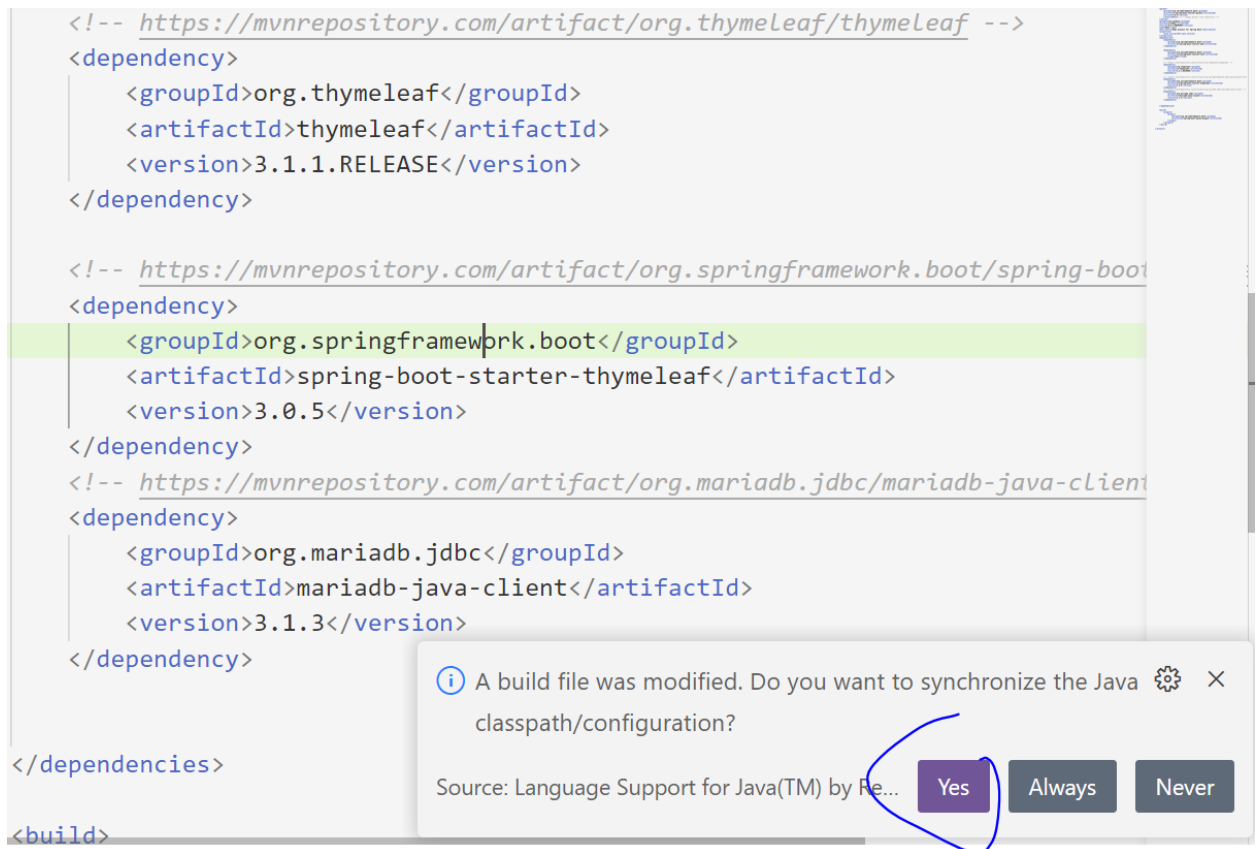 <!-- https://mvnrepository.com/artifact/org.thymeleaf/thymeleaf -->
<dependency>
<groupId>org.thymeleaf</groupId>
<artifactId>thymeleaf</artifactId>
<version>3.1.1.RELEASE</version>
</dependency>
<!-- https://mvnrepository.com/artifact/org.springframework.boot/spring-boot
<dependency>
<groupId>org.springframework.boot</groupId>
<artifactId>spring-boot-starter-thymeleaf</artifactId>
<version>3.0.5</version>
</dependency>
<!-- https://mvnrepository.com/artifact/org.mariadb.jdbc/mariadb-java-client
<dependency>
<groupId>org.mariadb.jdbc</groupId>
<artifactId>mariadb-java-client</artifactId>
<version>3.1.3</version>
</dependency>
A build file was modified. Do you want to synchronize the Java
classpath/configuration?
Source: Language Support for Java(TM) by Re... Yes Always Never
</dependencies>
<build>